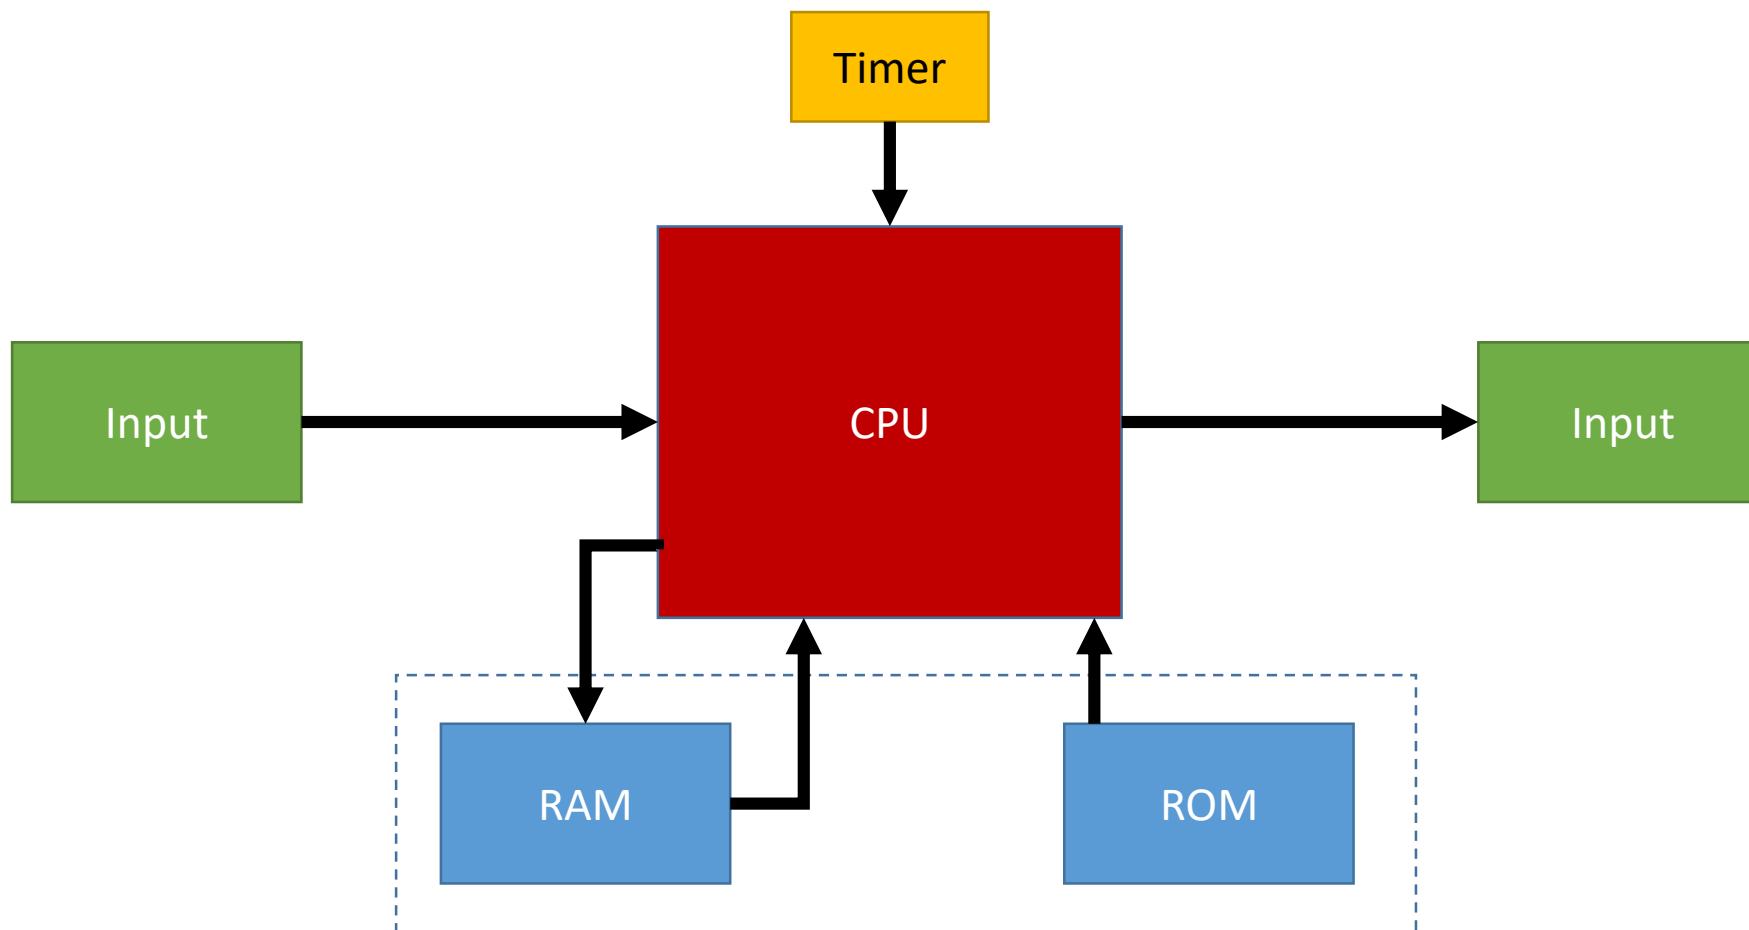 Timer
Input
CPU
Input
RAM
ROM